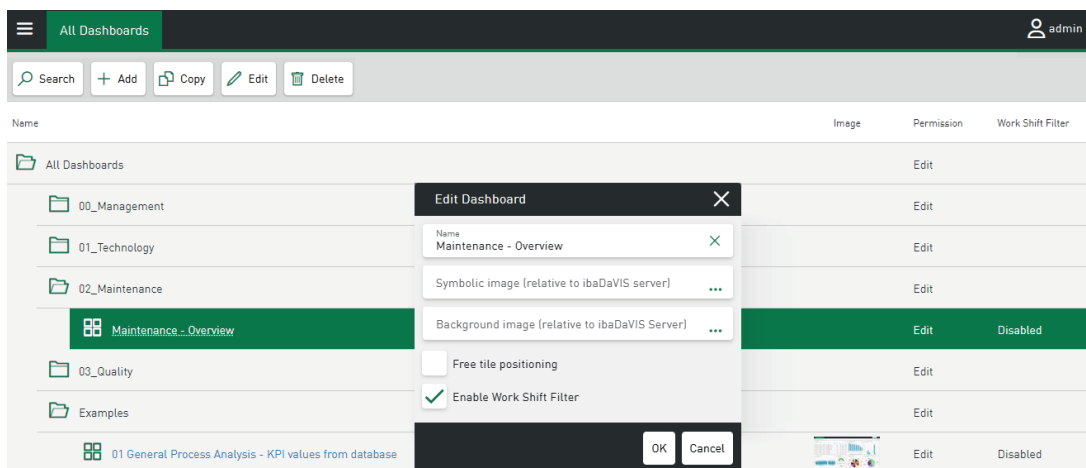 All Dashboards
admin
Search
Add
Copy
Edit
Delete
Name
Image
Permission
Work Shift Filter
All Dashboards
Edit
00_Management
Edit
01_Technology
Edit
02_Maintenance
Edit
Maintenance - Overview
Edit
Disabled
03_Quality
Edit
Examples
Edit
01 General Process Analysis - KPI values from database
Edit
Disabled
Edit Dashboard
Name
Maintenance - Overview
Symbolic image (relative to ibaDaVIS server)
Background image (relative to ibaDaVIS Server)
Free tile positioning
Enable Work Shift Filter
OK
Cancel